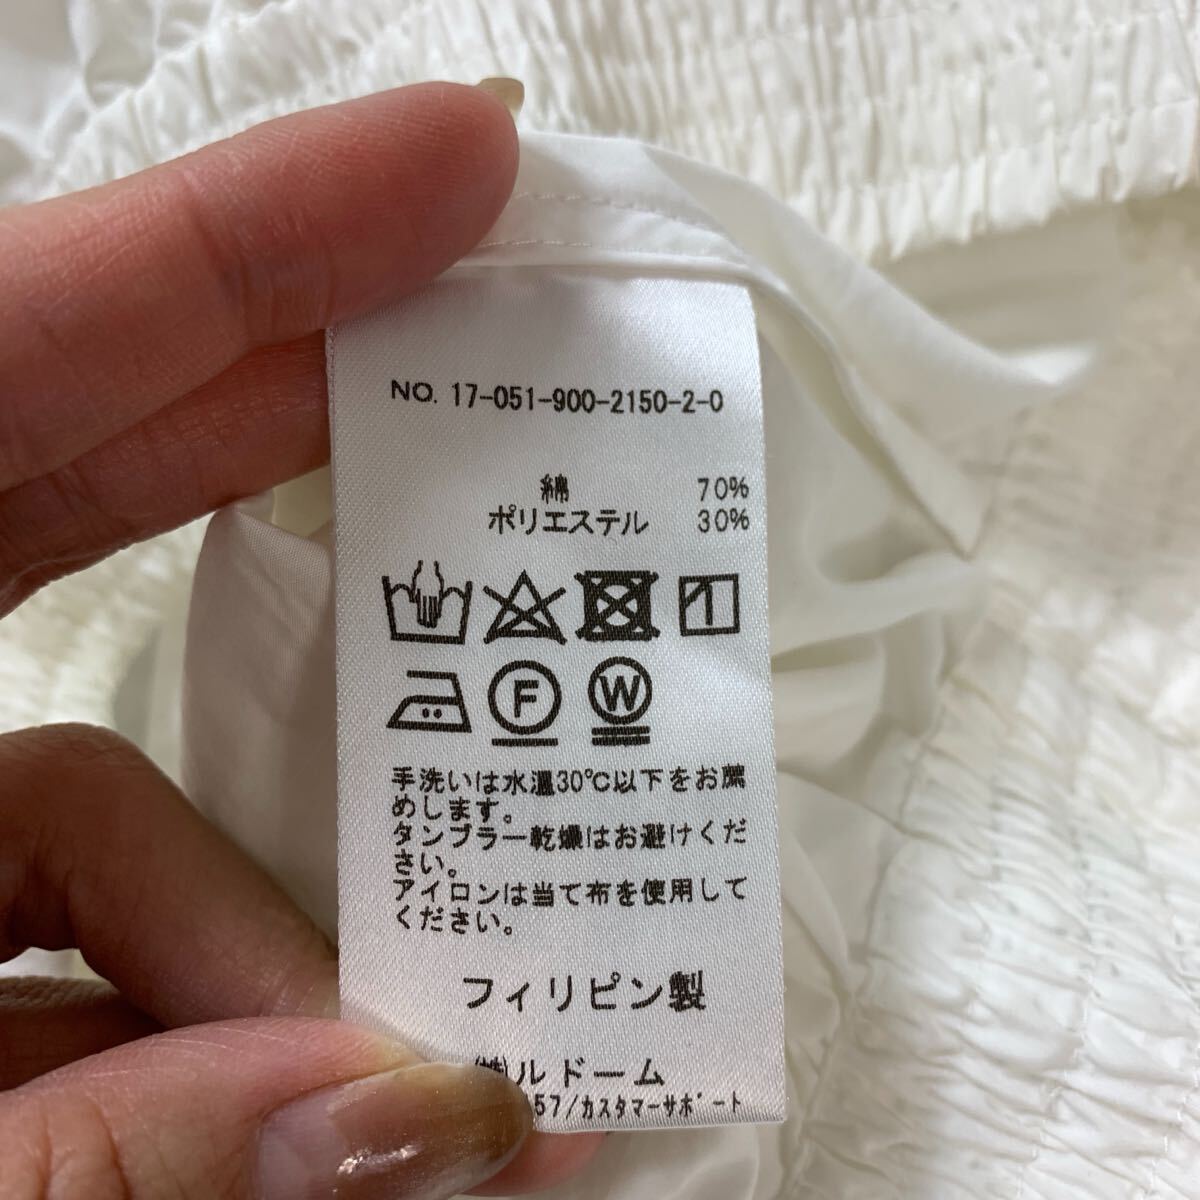 NO. 17-051-900-2150-2-0
綿 70%
ポリエステル 30%
F W
手洗いは水温30℃以下をお薦
めします。
タンブラー乾燥はお避けくだ
さい。
アイロンは当て布を使用して
ください。
フィリピン製
㈱ルドーム
57/カスタマーサポート